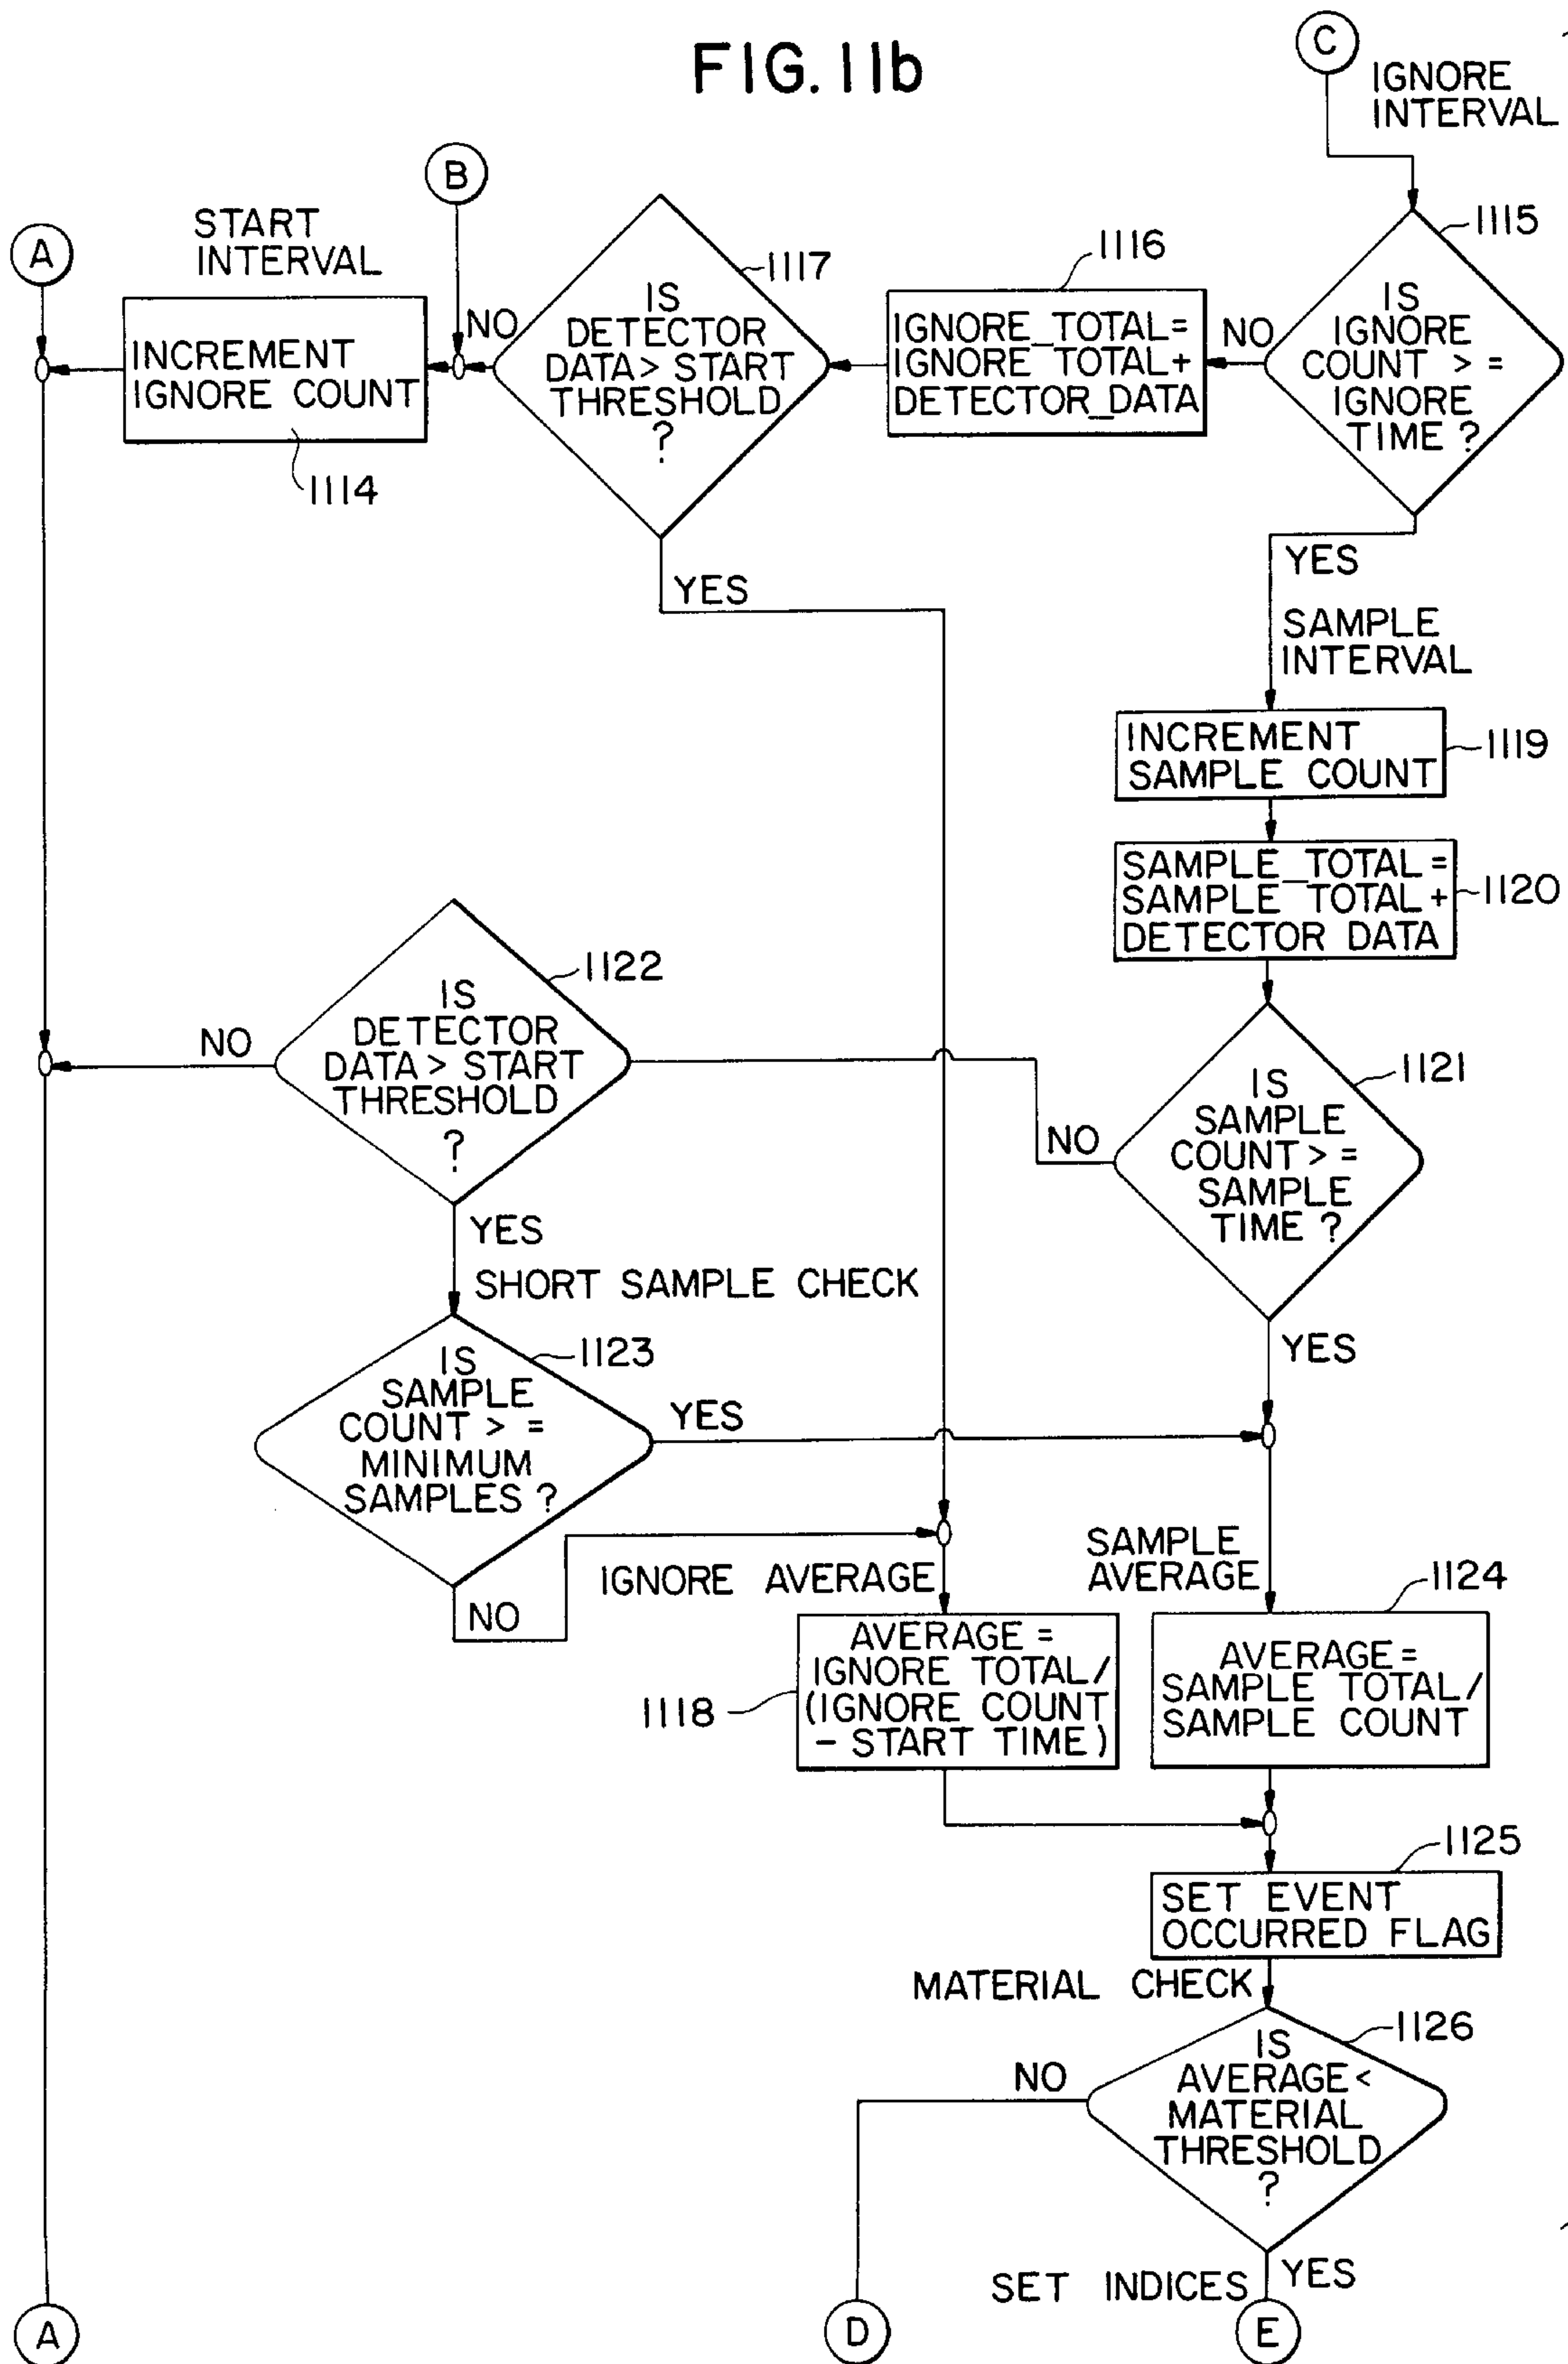 FIG. 11b
C
IGNORE
INTERVAL
B
START
INTERVAL
A
1115
1117
1116
IS
IGNORE
COUNT > =
IGNORE
TIME ?
NO
IGNORE_TOTAL =
IGNORE TOTAL +
DETECTOR_DATA
IS
DETECTOR
DATA > START
THRESHOLD
?
NO
INCREMENT
IGNORE COUNT
1114
YES
YES
SAMPLE
INTERVAL
INCREMENT
SAMPLE COUNT
1119
SAMPLE_TOTAL =
SAMPLE TOTAL +
DETECTOR DATA
1120
1122
IS
DETECTOR
DATA > START
THRESHOLD
?
NO
1121
IS
SAMPLE
COUNT > =
SAMPLE
TIME ?
NO
YES
SHORT SAMPLE CHECK
YES
1123
IS
SAMPLE
COUNT > =
MINIMUM
SAMPLES ?
YES
NO
IGNORE AVERAGE
SAMPLE
AVERAGE
1124
AVERAGE =
IGNORE TOTAL /
(IGNORE COUNT
- START TIME)
1118
AVERAGE =
SAMPLE TOTAL /
SAMPLE COUNT
1125
SET EVENT
OCCURRED FLAG
MATERIAL CHECK
1126
IS
AVERAGE <
MATERIAL
THRESHOLD
?
NO
SET INDICES
YES
A
D
E